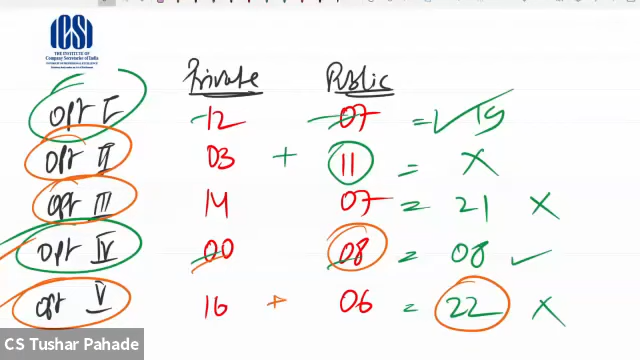 ICSI
THE INSTITUTE OF
Company Secretaries of India
Private Public
opt I 12 07 = ✓ 19
opt II 03 + 11 = X
opt III 14 07 = 21 X
opt IV 00 08 = 08 ✓
opt V 16 + 06 = 22 X
CS Tushar Pahade